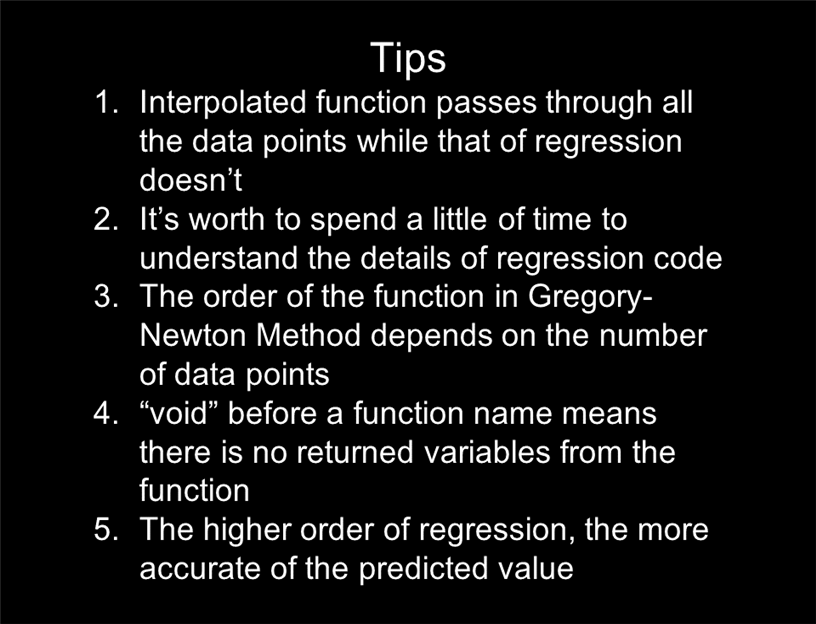 Tips
1. Interpolated function passes through all
the data points while that of regression
doesn’t
2. It’s worth to spend a little of time to
understand the details of regression code
3. The order of the function in Gregory-
Newton Method depends on the number
of data points
4. “void” before a function name means
there is no returned variables from the
function
5. The higher order of regression, the more
accurate of the predicted value